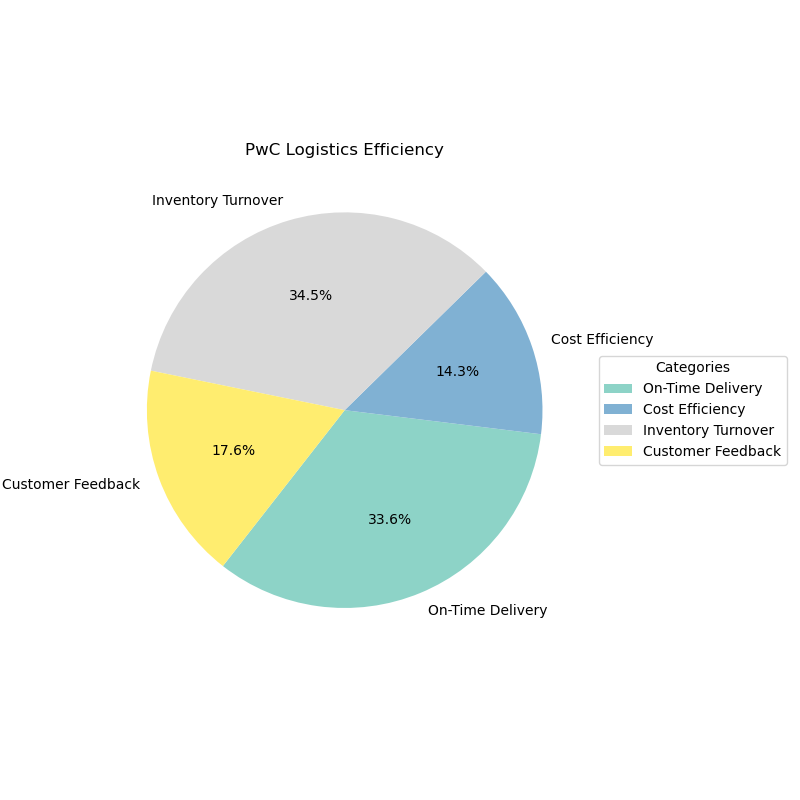 PwC Logistics Efficiency
Inventory Turnover
34.5%
Cost Efficiency
14.3%
Categories
On-Time Delivery
Cost Efficiency
Inventory Turnover
Customer Feedback
17.6%
Customer Feedback
33.6%
On-Time Delivery